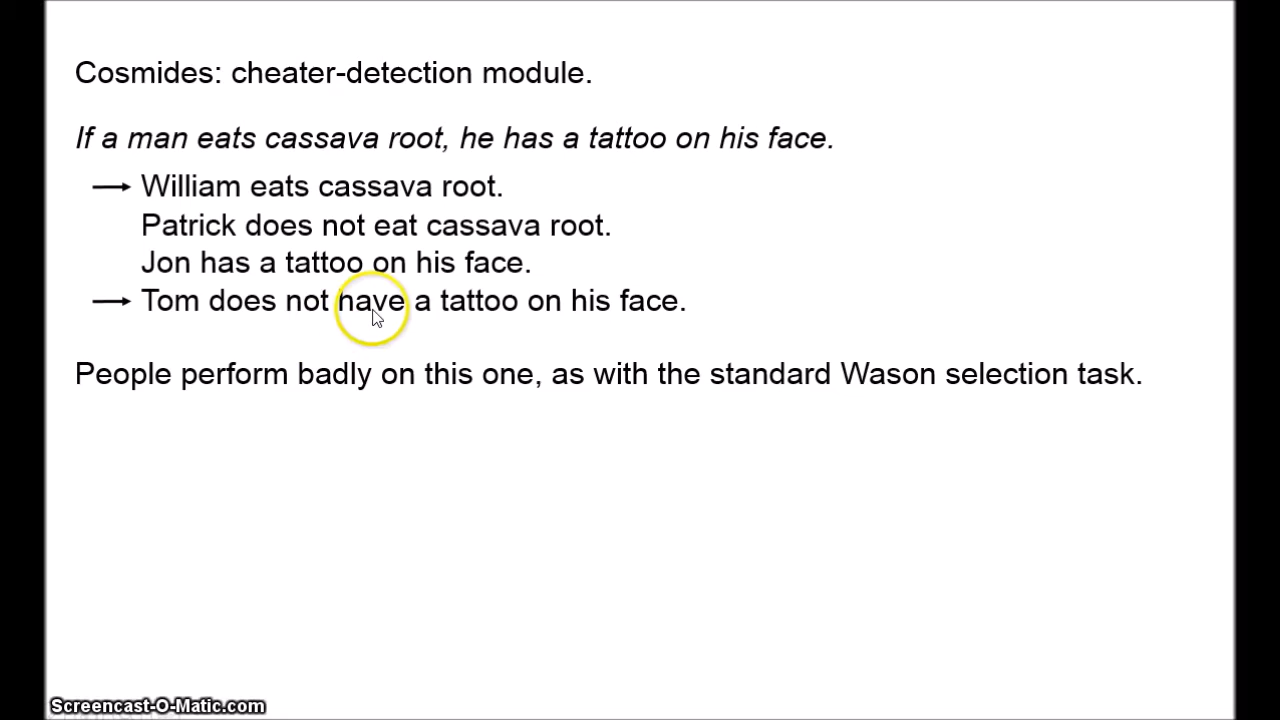 Cosmides: cheater-detection module.
If a man eats cassava root, he has a tattoo on his face.
William eats cassava root.
Patrick does not eat cassava root.
Jon has a tattoo on his face.
Tom does not have a tattoo on his face.
People perform badly on this one, as with the standard Wason selection task.
Screencast-O-Matic.com